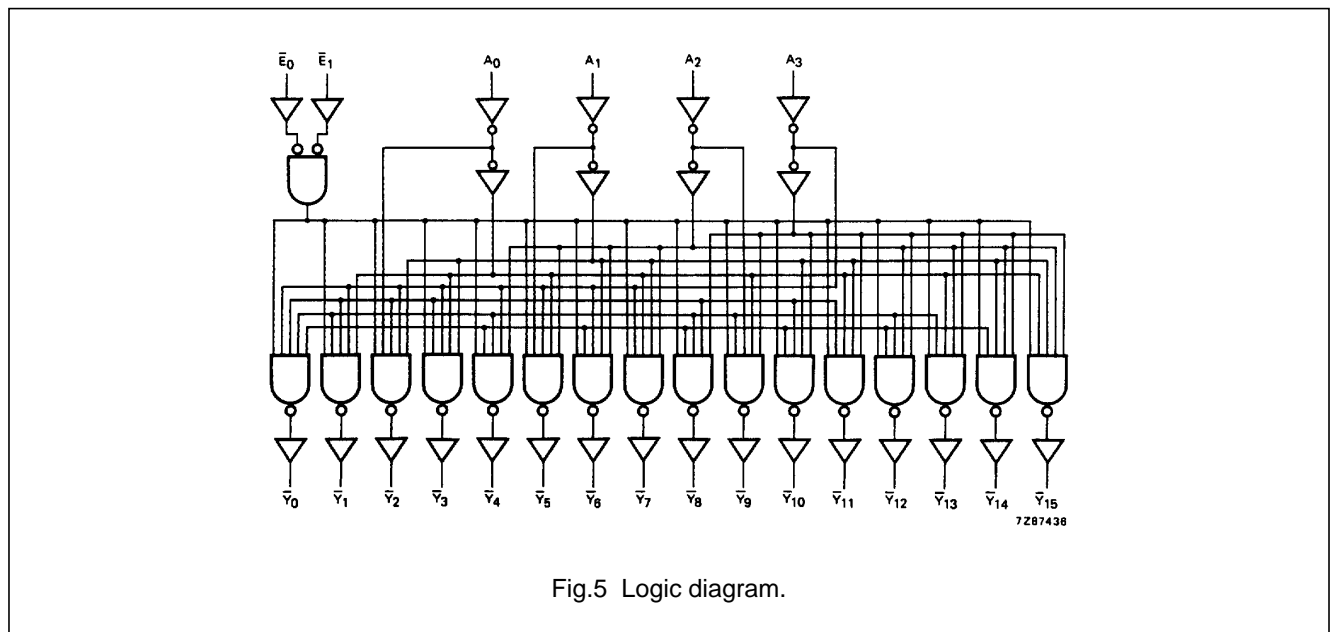 Ē0 Ē1 A0 A1 A2 A3
Ȳ0 Ȳ1 Ȳ2 Ȳ3 Ȳ4 Ȳ5 Ȳ6 Ȳ7 Ȳ8 Ȳ9 Ȳ10 Ȳ11 Ȳ12 Ȳ13 Ȳ14 Ȳ15
7Z87438
Fig.5 Logic diagram.